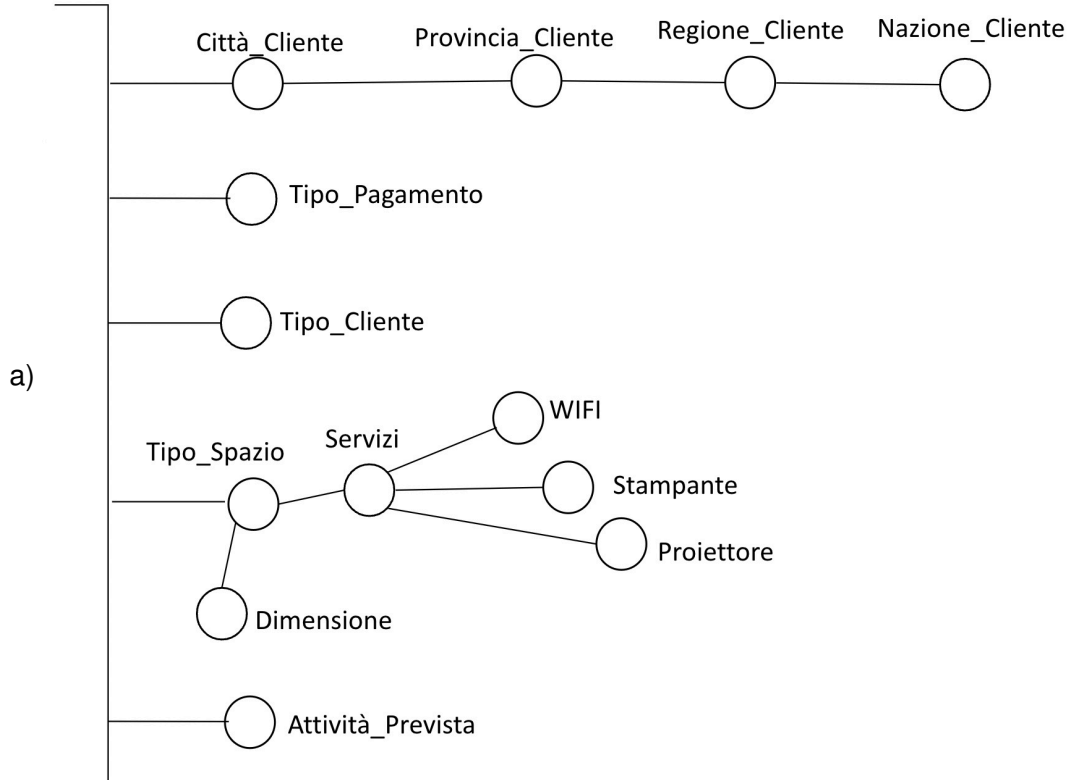 Città_Cliente
Provincia_Cliente
Regione_Cliente
Nazione_Cliente
Tipo_Pagamento
Tipo_Cliente
a)
WIFI
Servizi
Tipo_Spazio
Stampante
Proiettore
Dimensione
Attività_Prevista